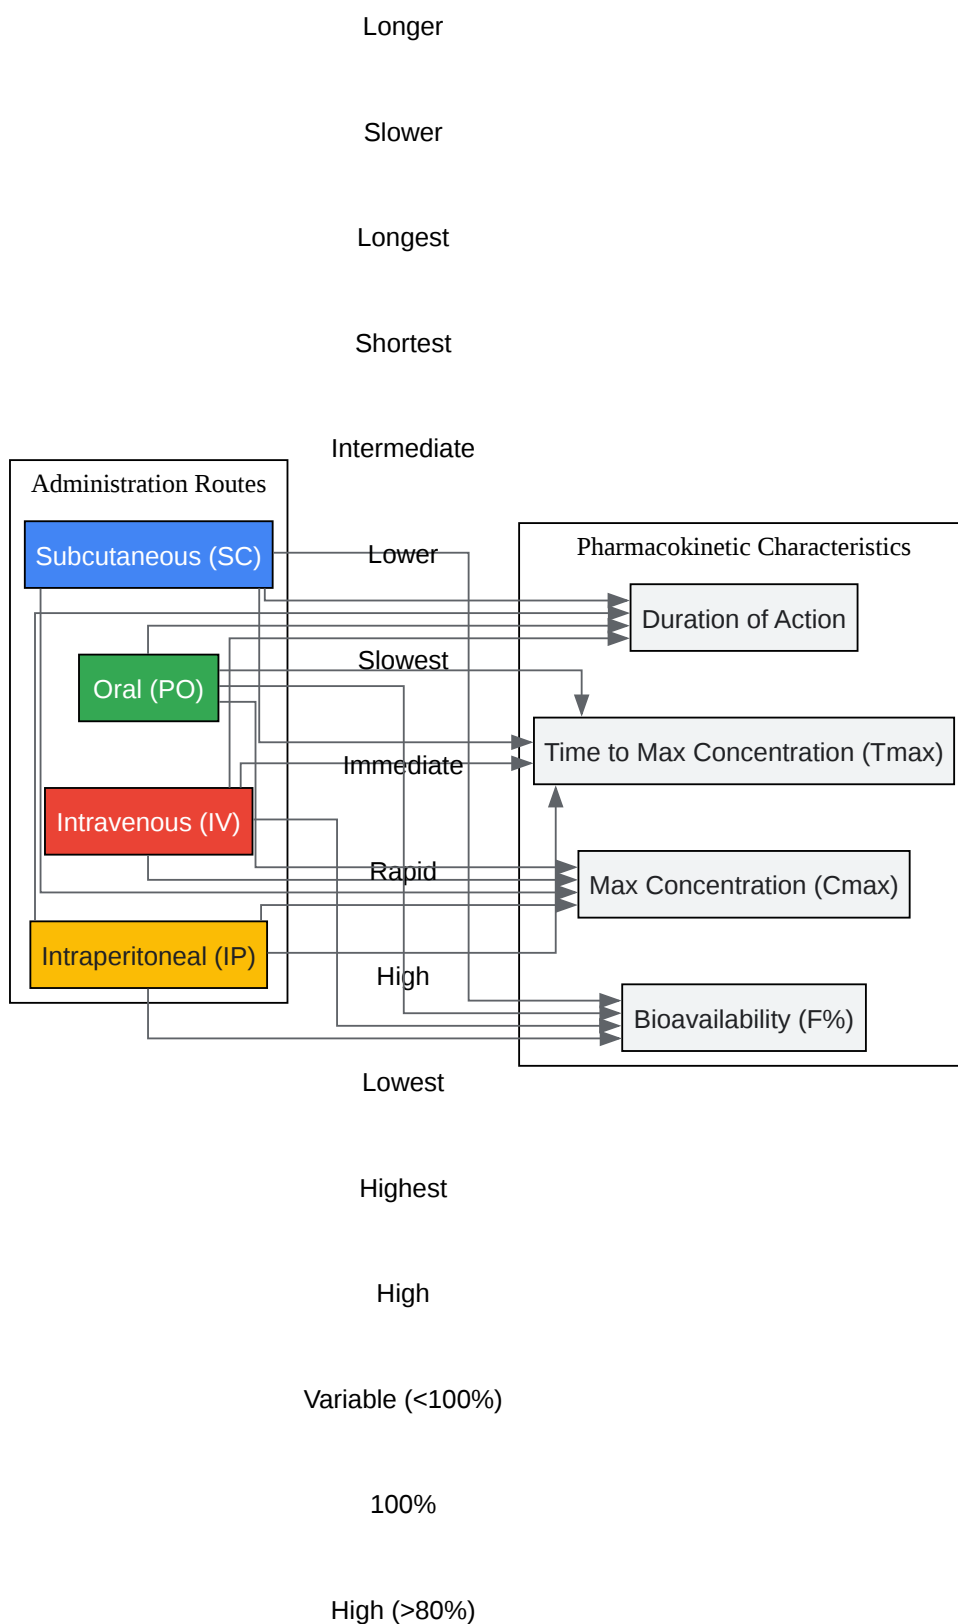 Longer
Slower
Longest
Shortest
Intermediate
Administration Routes
Subcutaneous (SC)
Lower
Pharmacokinetic Characteristics
Duration of Action
Oral (PO)
Slowest
Time to Max Concentration (Tmax)
Immediate
Intravenous (IV)
Rapid
Max Concentration (Cmax)
Intraperitoneal (IP)
High
Bioavailability (F%)
Lowest
Highest
High
Variable (<100%)
100%
High (>80%)